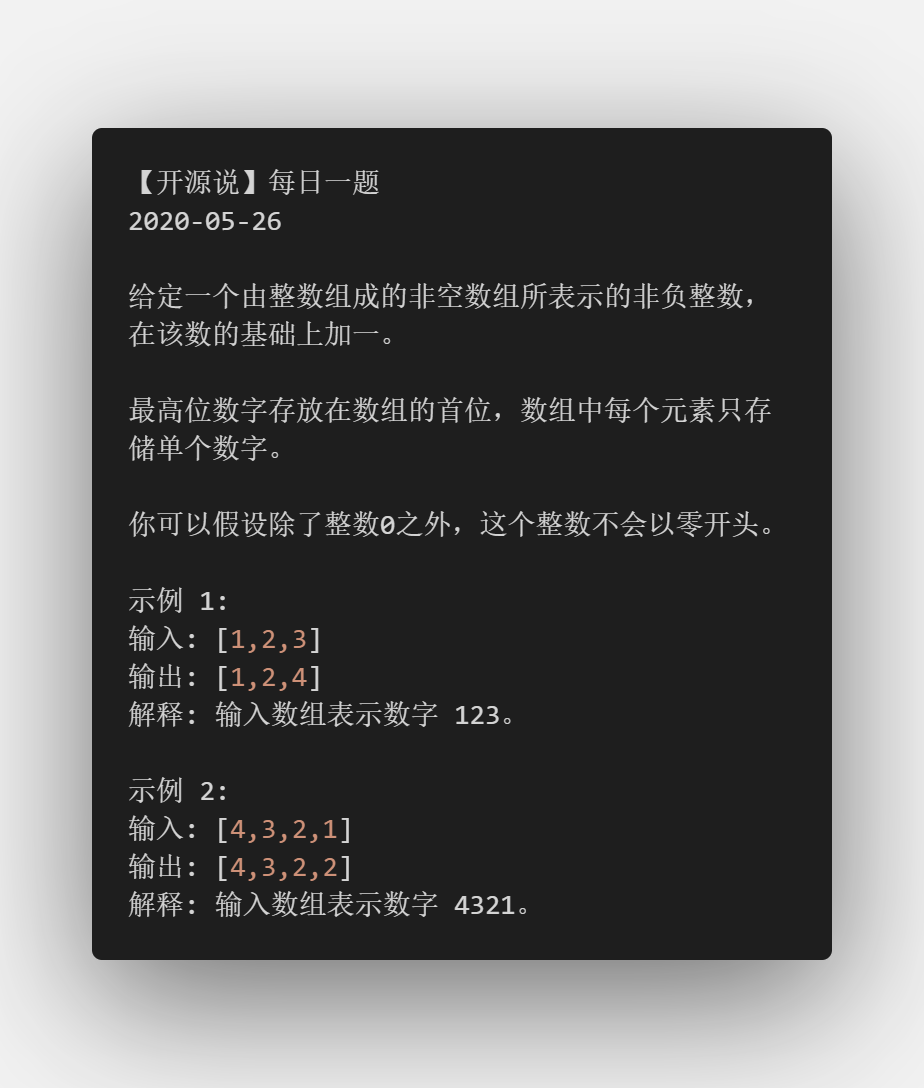 【开源说】每日一题
2020-05-26
给定一个由整数组成的非空数组所表示的非负整数，
在该数的基础上加一。
最高位数字存放在数组的首位，数组中每个元素只存
储单个数字。
你可以假设除了整数0之外，这个整数不会以零开头。
示例 1:
输入: [1,2,3]
输出: [1,2,4]
解释: 输入数组表示数字 123。
示例 2:
输入: [4,3,2,1]
输出: [4,3,2,2]
解释: 输入数组表示数字 4321。